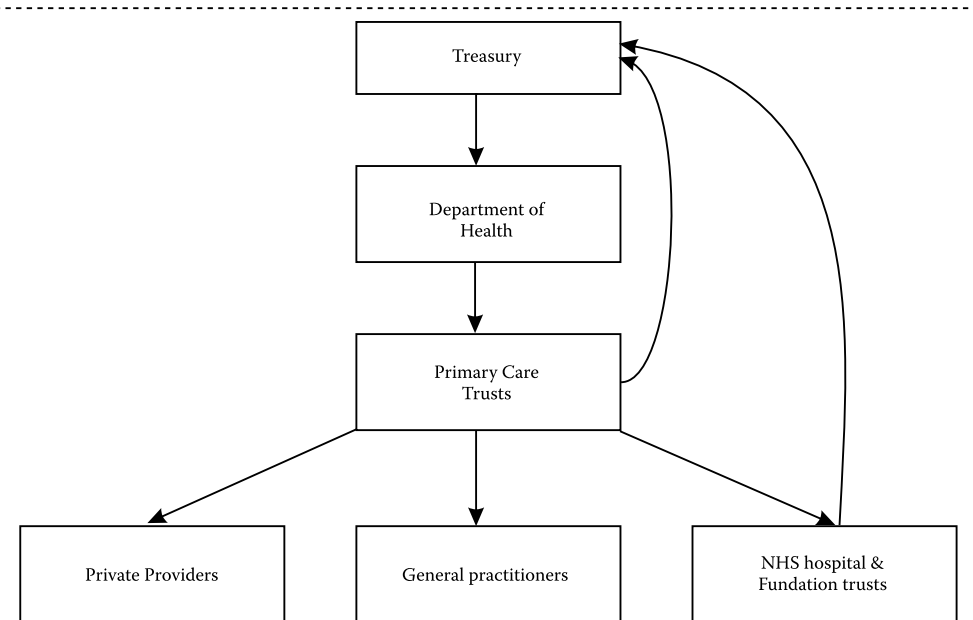 Treasury
Department of
Health
Primary Care
Trusts
Private Providers
General practitioners
NHS hospital &
Fundation trusts